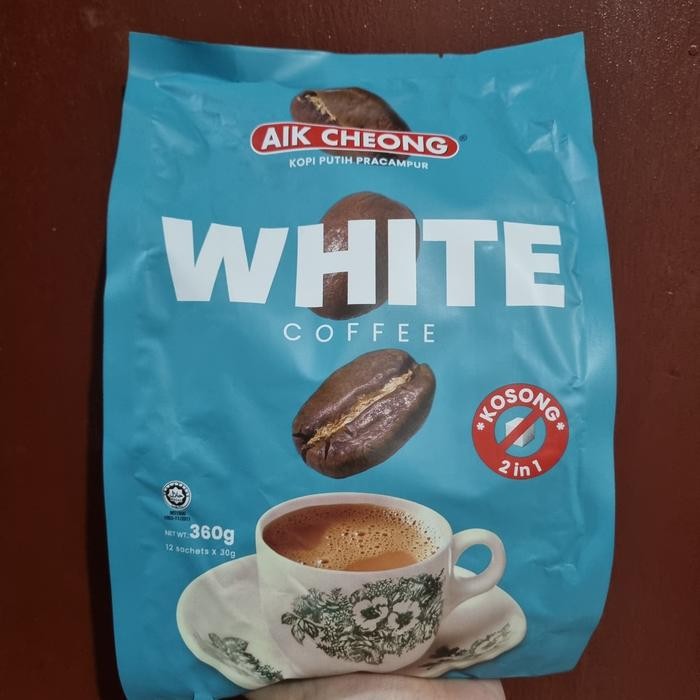 AIK CHEONG®
KOPI PUTIH PRACAMPUR
WHITE
COFFEE
*KOSONG*
2 in 1
NET WT.: 360g
12 sachets x 30g